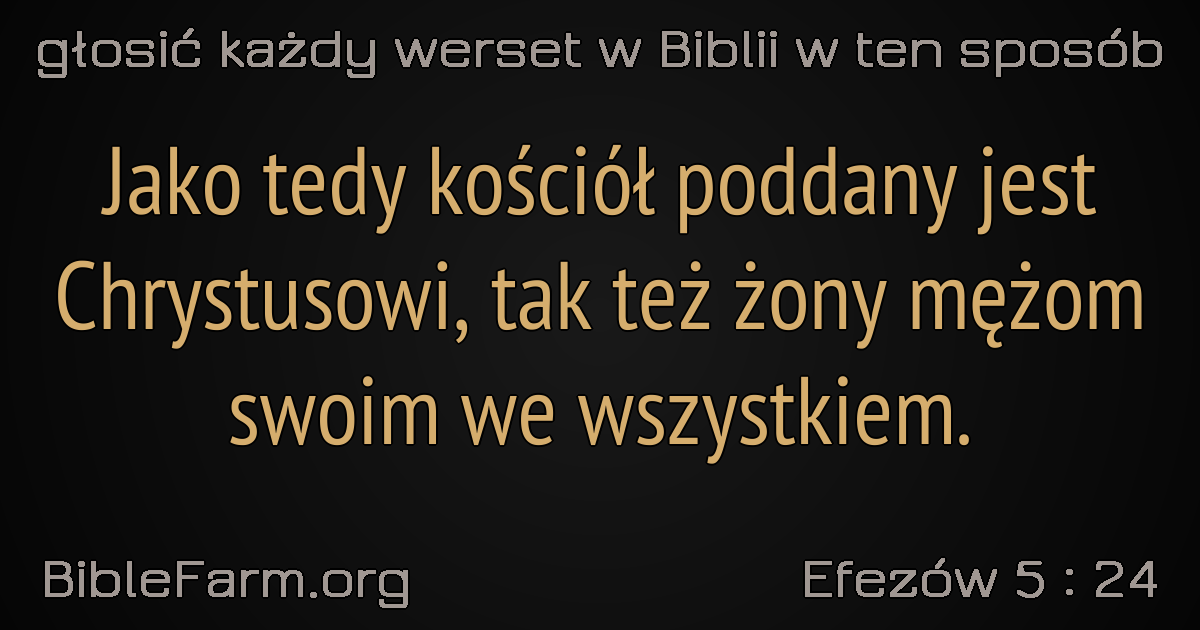 głosić każdy werset w Biblii w ten sposób
Jako tedy kościół poddany jest
Chrystusowi, tak też żony mężom
swoim we wszystkiem.
BibleFarm.org
Efezów 5 : 24